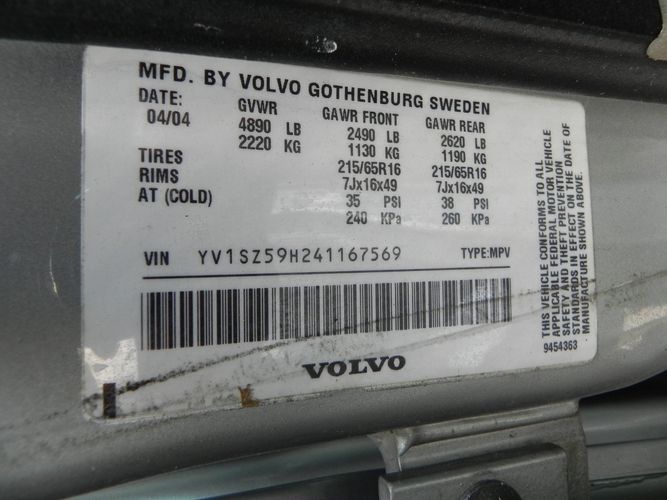 MFD. BY VOLVO GOTHENBURG SWEDEN
DATE: GVWR GAWR FRONT GAWR REAR
04/04 4890 LB 2490 LB 2620 LB
2220 KG 1130 KG 1190 KG
TIRES 215/65R16 215/65R16
RIMS 7Jx16x49 7Jx16x49
AT (COLD) 35 PSI 38 PSI
240 KPa 260 KPa
VIN YV1SZ59H241167569 TYPE:MPV
VOLVO
THIS VEHICLE CONFORMS TO ALL
APPLICABLE FEDERAL MOTOR VEHICLE
SAFETY AND THEFT PREVENTION
STANDARDS IN EFFECT ON THE DATE OF
MANUFACTURE SHOWN ABOVE.
9454363